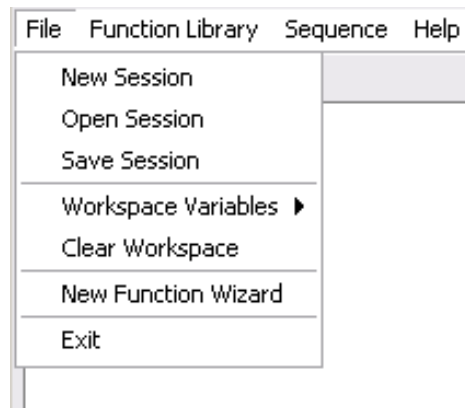 File Function Library Sequence Help
New Session
Open Session
Save Session
Workspace Variables
Clear Workspace
New Function Wizard
Exit